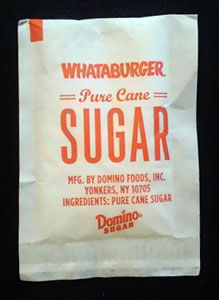 WHATABURGER
Pure Cane
SUGAR
MFG. BY DOMINO FOODS, INC.
YONKERS, NY 10705
INGREDIENTS: PURE CANE SUGAR
Domino
SUGAR